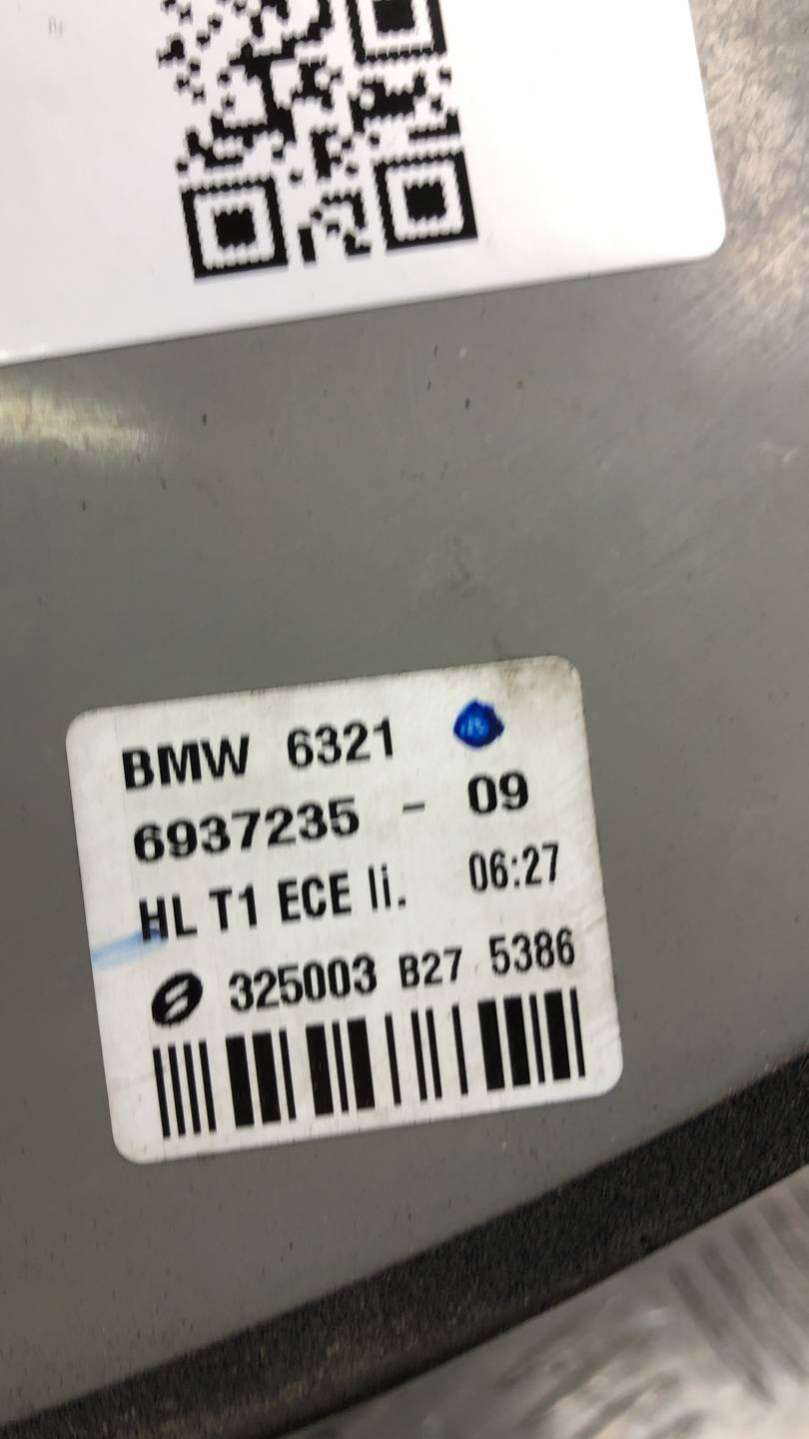 BMW 6321
6937235 - 09
HL T1 ECE li. 06:27
325003 B27 5386